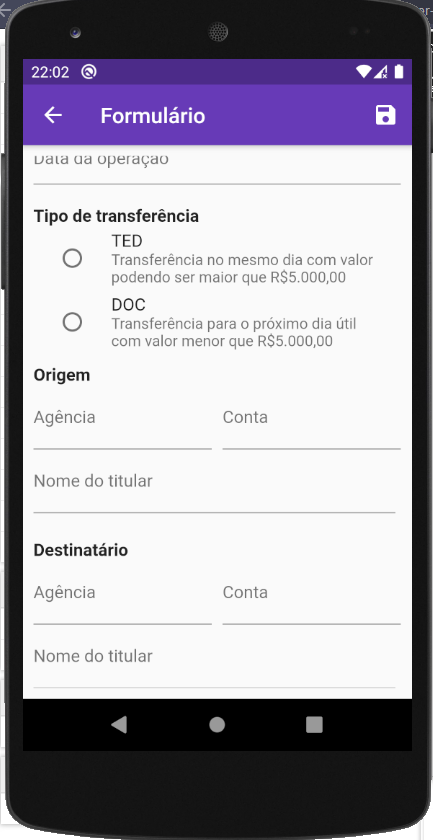 22:02
Formulário
Data da operação
Tipo de transferência
TED
Transferência no mesmo dia com valor
podendo ser maior que R$5.000,00
DOC
Transferência para o próximo dia útil
com valor menor que R$5.000,00
Origem
Agência Conta
Nome do titular
Destinatário
Agência Conta
Nome do titular